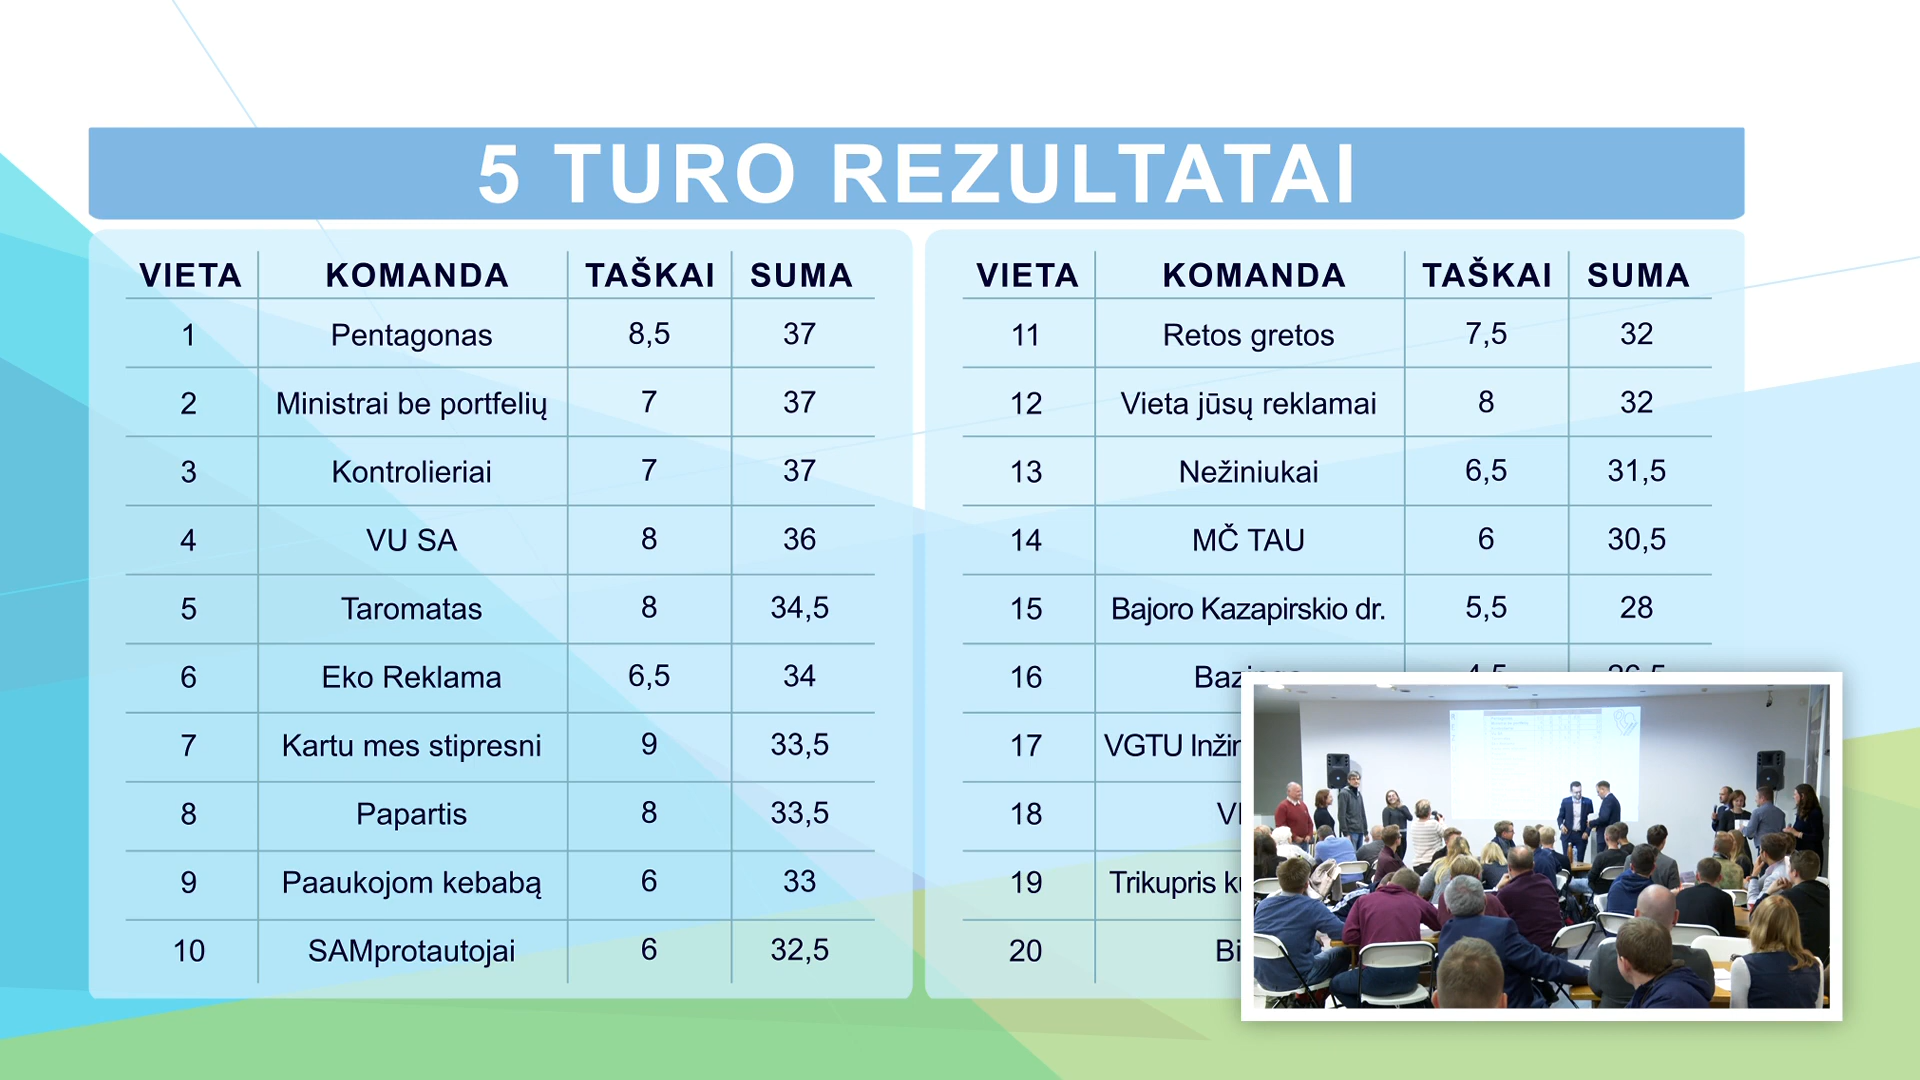 5 TURO REZULTATAI
VIETA KOMANDA TAŠKAI SUMA
1 Pentagonas 8,5 37
2 Ministrai be portfelių 7 37
3 Kontrolieriai 7 37
4 VU SA 8 36
5 Taromatas 8 34,5
6 Eko Reklama 6,5 34
7 Kartu mes stipresni 9 33,5
8 Papartis 8 33,5
9 Paaukojom kebabą 6 33
10 SAMprotautojai 6 32,5
VIETA KOMANDA TAŠKAI SUMA
11 Retos gretos 7,5 32
12 Vieta jūsų reklamai 8 32
13 Nežiniukai 6,5 31,5
14 MČ TAU 6 30,5
15 Bajoro Kazapirskio dr. 5,5 28
16
17 VGTU
18
19 Trikupris
20